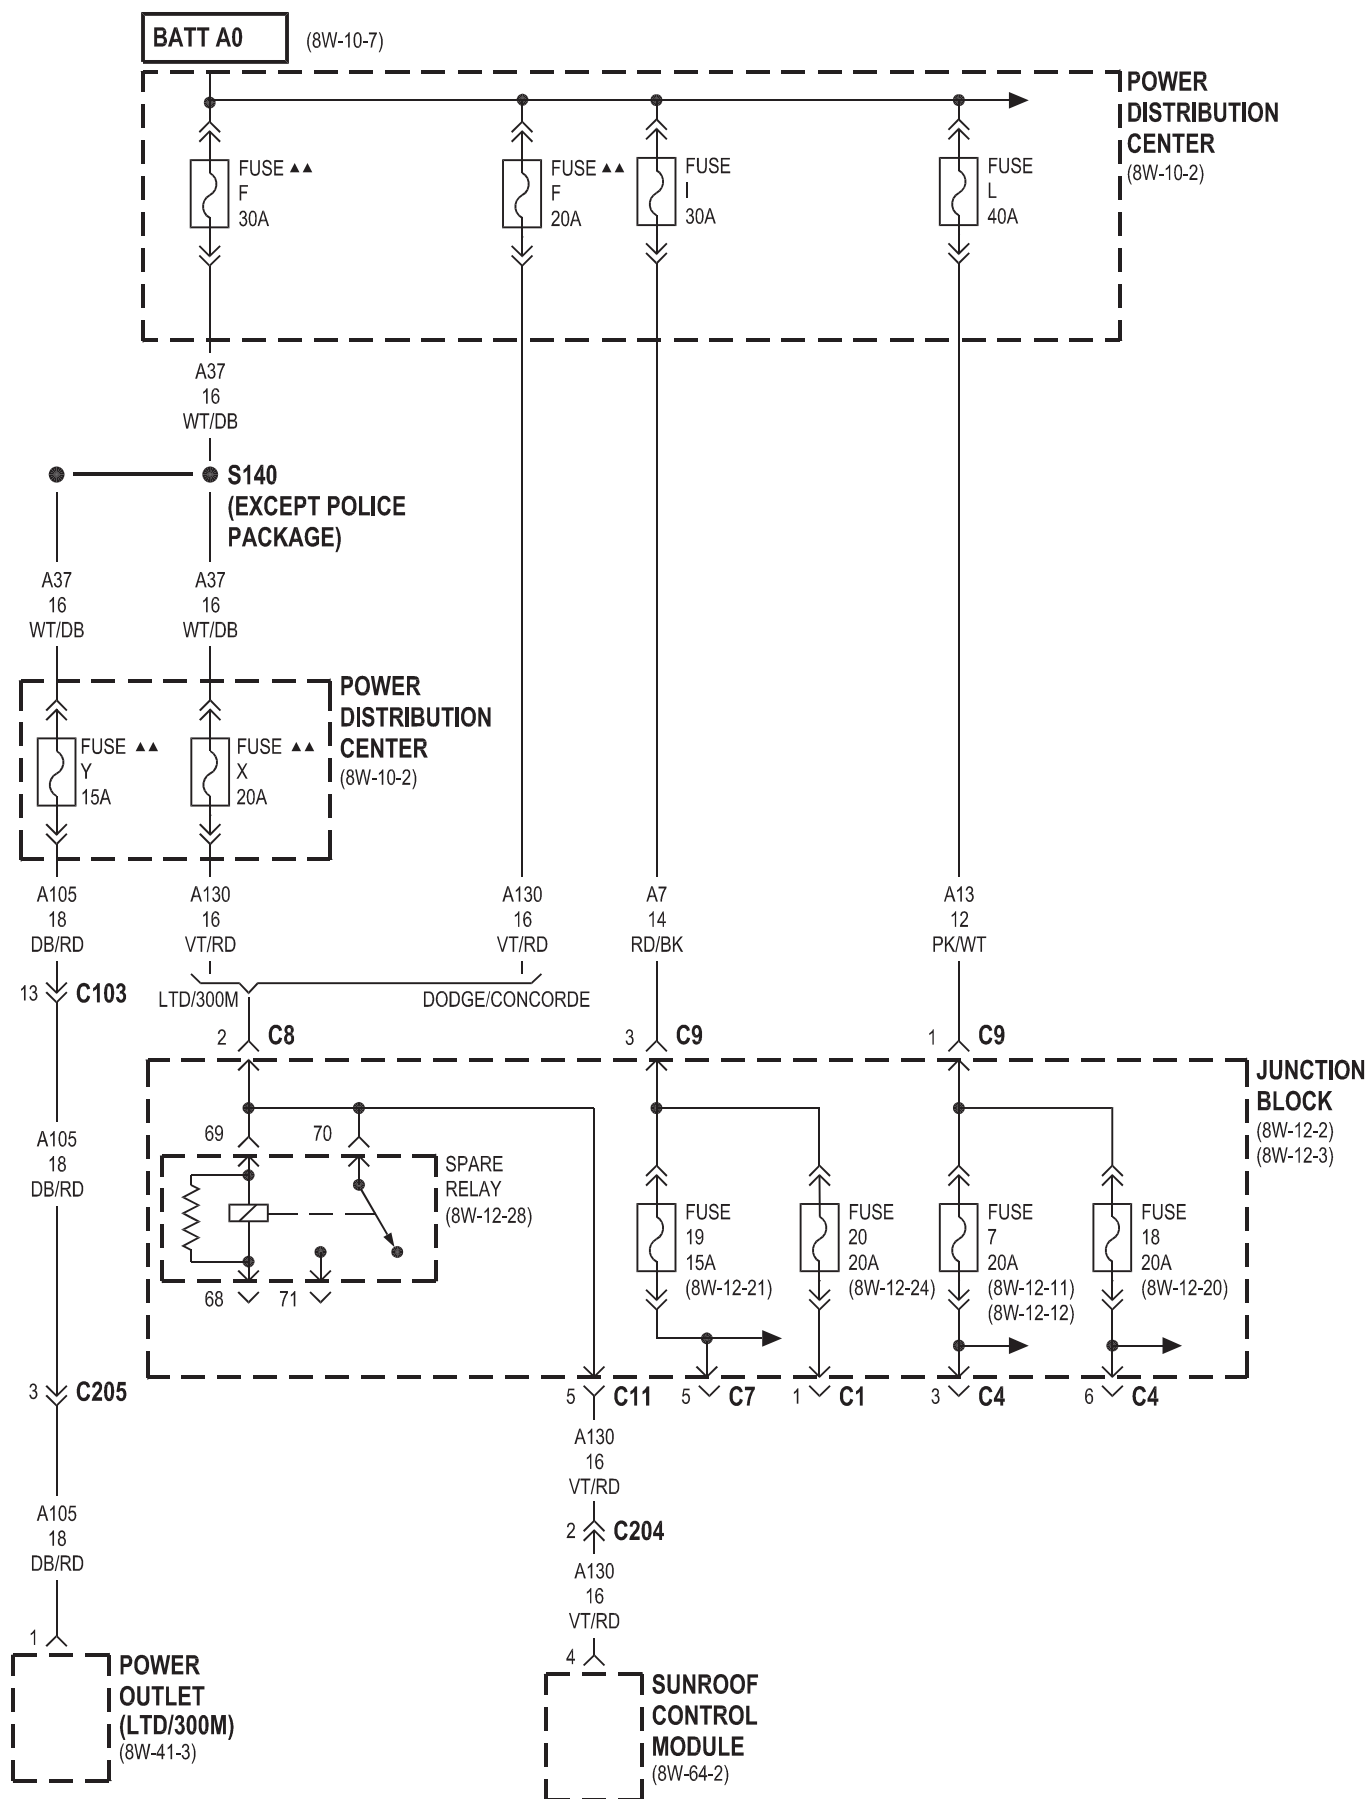 BATT A0 (8W-10-7)
POWER
DISTRIBUTION
CENTER
(8W-10-2)
FUSE ▲▲
F
30A
FUSE ▲▲
F
20A
FUSE
I
30A
FUSE
L
40A
A37
16
WT/DB
S140
(EXCEPT POLICE
PACKAGE)
A37
16
WT/DB
A37
16
WT/DB
POWER
DISTRIBUTION
CENTER
(8W-10-2)
FUSE ▲▲
Y
15A
FUSE ▲▲
X
20A
A105
18
DB/RD
A130
16
VT/RD
A130
16
VT/RD
A7
14
RD/BK
A13
12
PK/WT
13 C103
LTD/300M
DODGE/CONCORDE
2 C8
3 C9
1 C9
JUNCTION
BLOCK
(8W-12-2)
(8W-12-3)
A105
18
DB/RD
69
70
SPARE
RELAY
(8W-12-28)
68
71
FUSE
19
15A
(8W-12-21)
FUSE
20
20A
(8W-12-24)
FUSE
7
20A
(8W-12-11)
(8W-12-12)
FUSE
18
20A
(8W-12-20)
3 C205
5 C11
5 C7
1 C1
3 C4
6 C4
A130
16
VT/RD
2 C204
A105
18
DB/RD
A130
16
VT/RD
1
POWER
OUTLET
(LTD/300M)
(8W-41-3)
4
SUNROOF
CONTROL
MODULE
(8W-64-2)